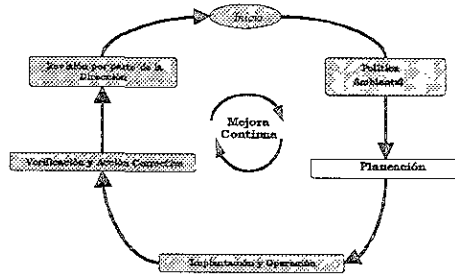 Inicio
Política
Ambiental
Planeación
Implantación y Operación
Verificación y Acción Correctiva
Revisión por parte de la
Dirección
Mejora
Continua